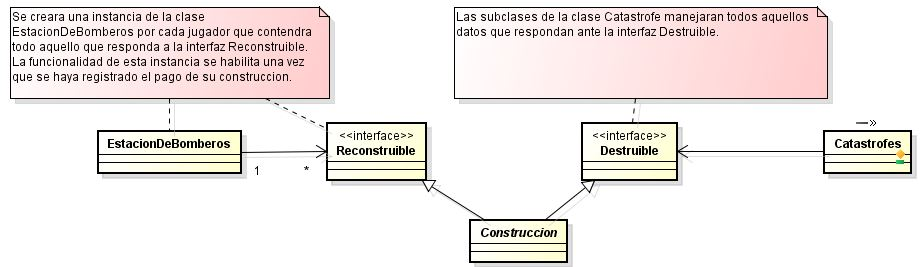 Se creara una instancia de la clase
EstacionDeBomberos por cada jugador que contendra
todo aquello que responda a la interfaz Reconstruible.
La funcionalidad de esta instancia se habilita una vez
que se haya registrado el pago de su construccion.
Las subclases de la clase Catastrofe manejaran todos aquellos
datos que respondan ante la interfaz Destruible.
EstacionDeBomberos
1
*
<<interface>>
Reconstruible
<<interface>>
Destruible
Catastrofes
Construccion